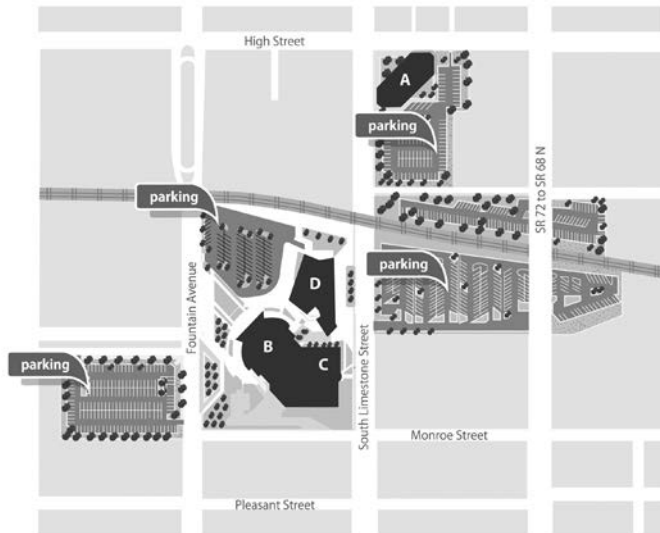 High Street
A
parking
SR 72 to SR 68 N
parking
parking
D
Fountain Avenue
B
C
South Limestone Street
parking
Monroe Street
Pleasant Street